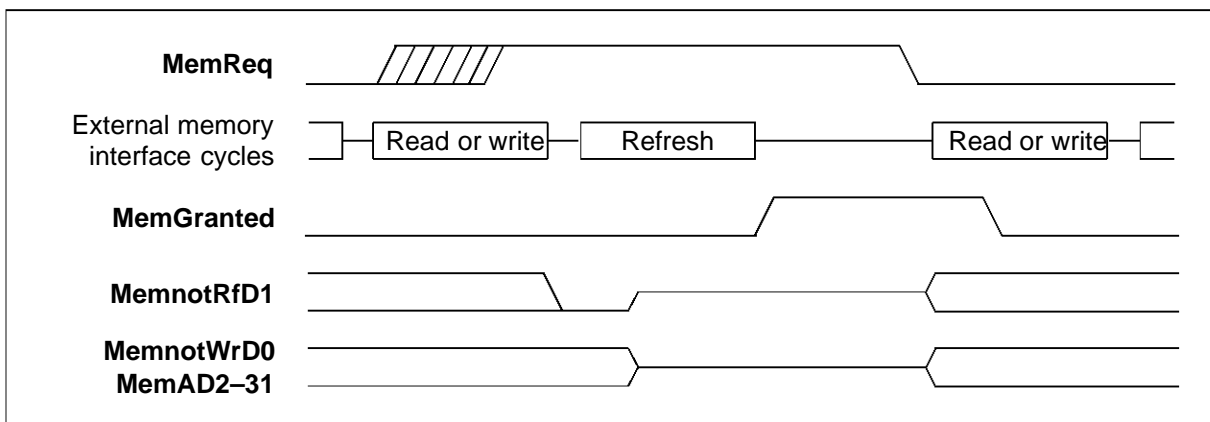 MemReq
External memory
interface cycles
Read or write
Refresh
Read or write
MemGranted
MemnotRfD1
MemnotWrD0
MemAD2–31